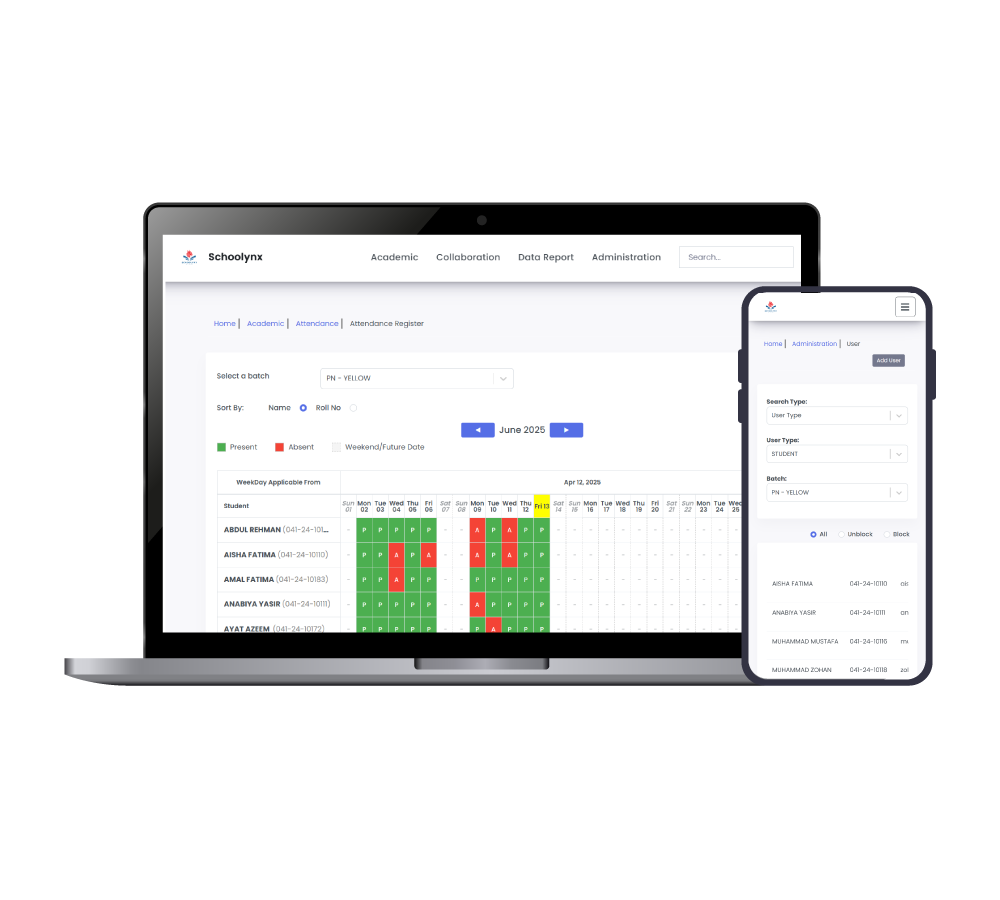 Schoolynx Academic Collaboration Data Report Administration Search...
Home | Academic | Attendance | Attendance Register
Select a batch PN - YELLOW
Sort By: Name Roll No
◄ June 2025 ►
Present Absent Weekend/Future Date
WeekDay Applicable From Apr 12, 2025
Student Sun 01 Mon 02 Tue 03 Wed 04 Thu 05 Fri 06 Sat 07 Sun 08 Mon 09 Tue 10 Wed 11 Thu 12 Fri 13 Sat 14 Sun 15 Mon 16 Tue 17 Wed 18 Thu 19 Fri 20 Sat 21 Sun 22 Mon 23 Tue 24 Wed 25
ABDUL REHMAN (041-24-101... - P P P P P - - A P A P P - - - - - - - - - - - -
AISHA FATIMA (041-24-10110) - P P A P A - - A P A P P - - - - - - - - - - - -
AMAL FATIMA (041-24-10183) - P P A P P - - P P P P P - - - - - - - - - - - -
ANABIYA YASIR (041-24-10111) - P P P P P - - A P P P P - - - - - - - - - - - -
AYAT AZEEM (041-24-10172) - P P P P P - - P A P P P - - - - - - - - - - - -
Home | Administration | User
Add User
Search Type:
User Type
User Type:
STUDENT
Batch:
PN - YELLOW
All Unblock Block
AISHA FATIMA 041-24-10110
ANABIYA YASIR 041-24-10111 an
MUHAMMAD MUSTAFA 041-24-10116
MUHAMMAD ZOHAN 041-24-10118